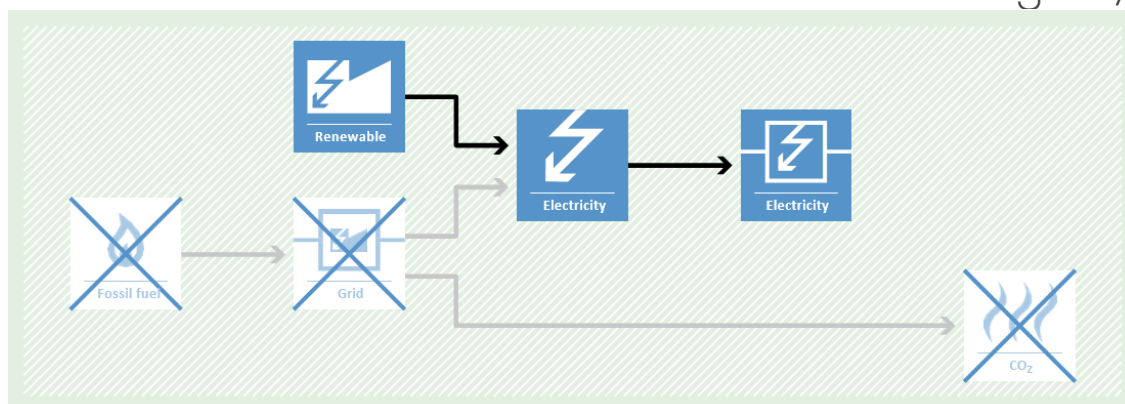 Renewable
Electricity
Electricity
Fossil fuel
Grid
CO₂